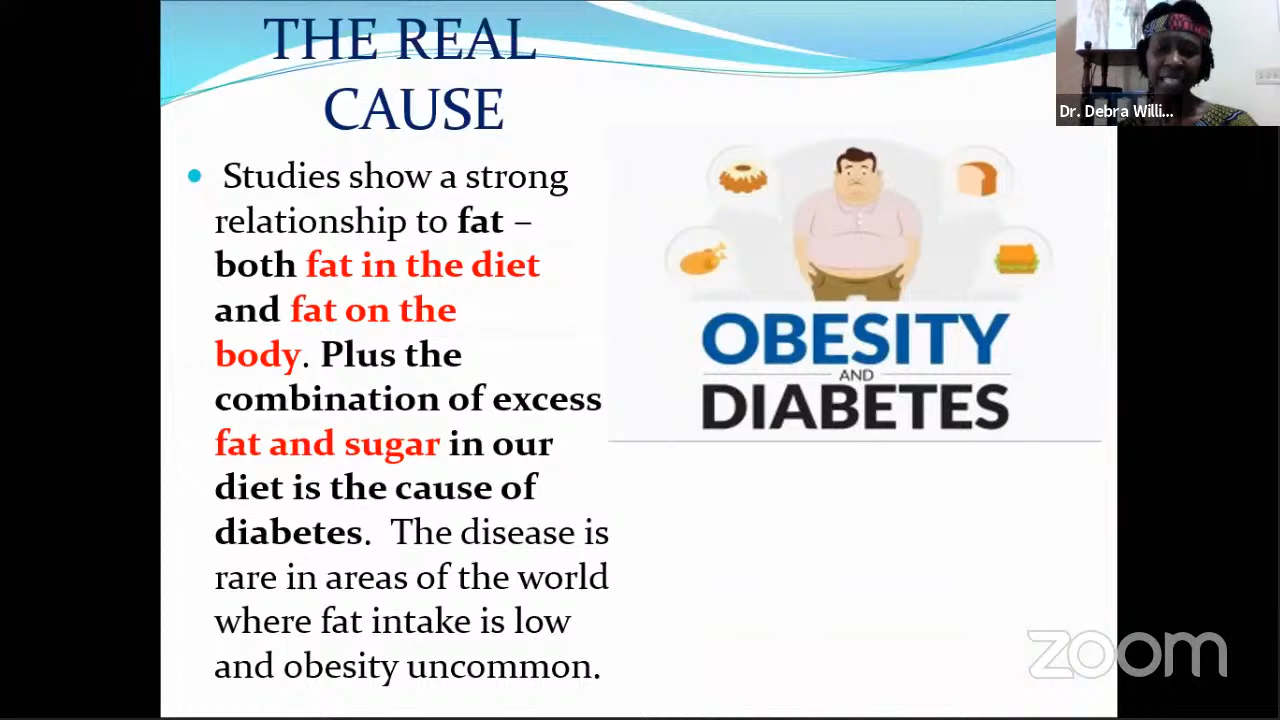 THE REAL
CAUSE
Dr. Debra Willi...
Studies show a strong
relationship to fat –
both fat in the diet
and fat on the
body. Plus the
combination of excess
fat and sugar in our
diet is the cause of
diabetes. The disease is
rare in areas of the world
where fat intake is low
and obesity uncommon.
OBESITY
AND
DIABETES
zoom